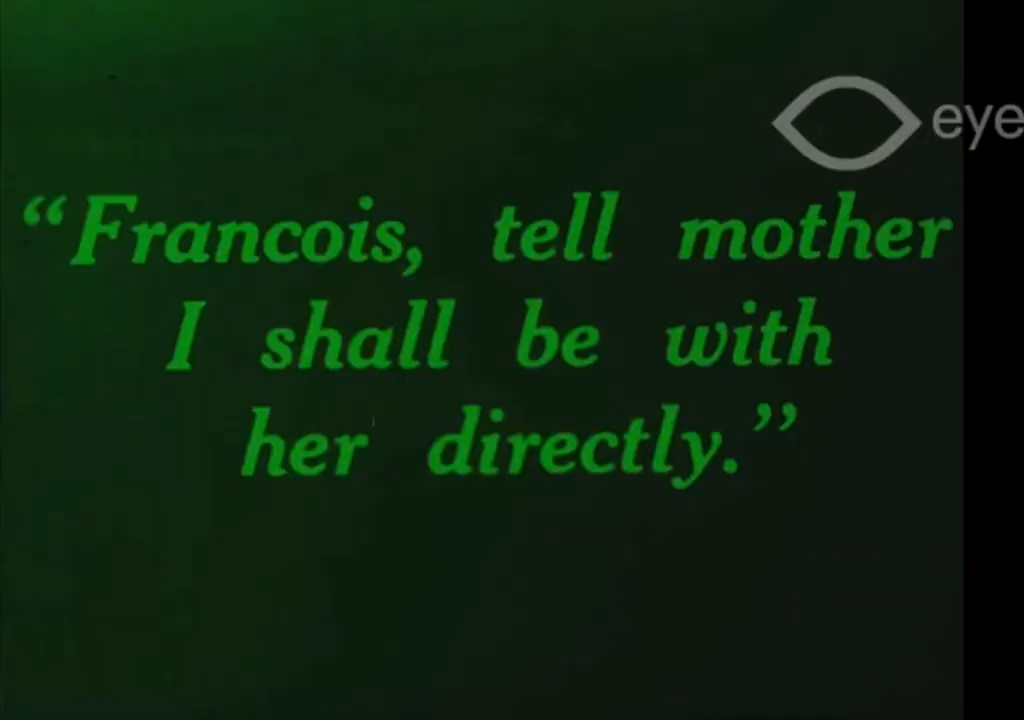 eye
“Francois, tell mother
I shall be with
her directly.”